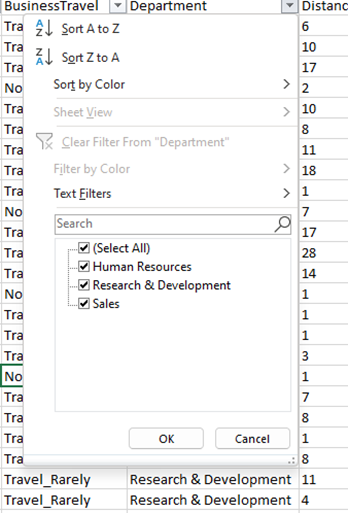 BusinessTravel Department Distanc
Tra 6
Sort A to Z
Tra 10
Tra 17
Sort Z to A
No 2
Sort by Color
Tra 10
Sheet View
Tra 8
Clear Filter From "Department"
Tra 11
Filter by Color
Tra 18
Text Filters
Tra 1
No 7
Search
Tra 17
(Select All)
Tra 28
Human Resources
Tra 14
Research & Development
No 1
Sales
Tra 1
Tra 1
Tra 3
No 1
Tra 7
Tra 8
OK Cancel
Tra 1
Tra 8
Travel_Rarely Research & Development 11
Travel_Rarely Research & Development 4